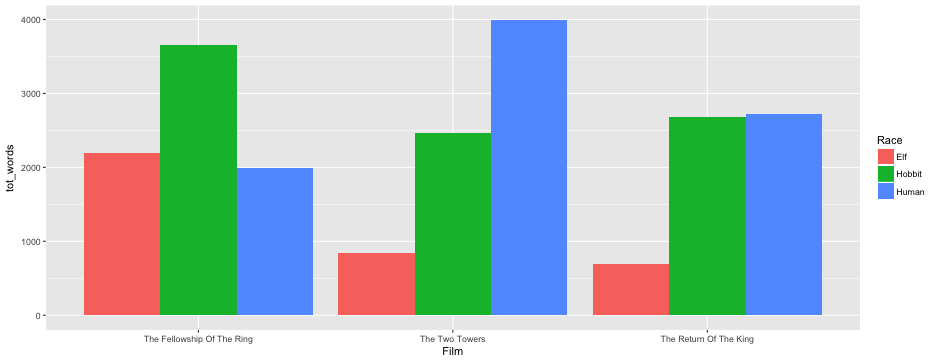 4000
3000
2000
1000
0
tot_words
The Fellowship Of The Ring
The Two Towers
The Return Of The King
Film
Race
Elf
Hobbit
Human